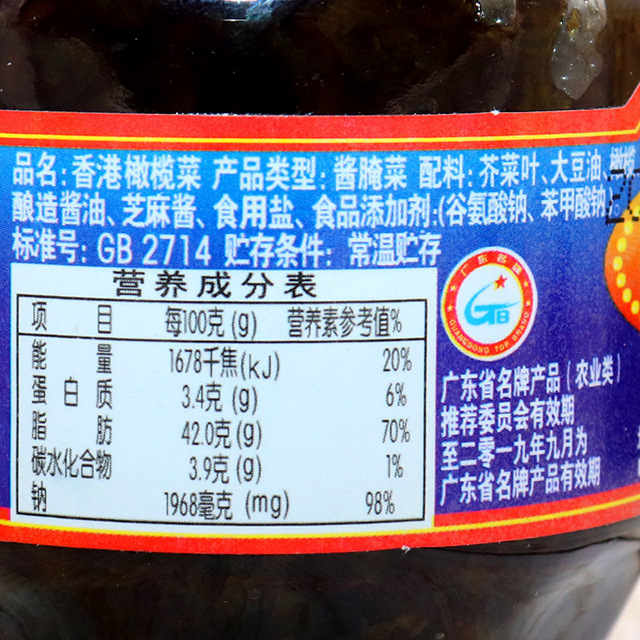 品名:香港橄榄菜 产品类型:酱腌菜 配料:芥菜叶、大豆油、
酿造酱油、芝麻酱、食用盐、食品添加剂:(谷氨酸钠、苯甲酸钠)
标准号:GB 2714 贮存条件:常温贮存
营养成分表
项 目 每100克(g) 营养素参考值%
能 量 1678千焦(kJ) 20%
蛋白质 3.4克(g) 6%
脂 肪 42.0克(g) 70%
碳水化合物 3.9克(g) 1%
钠 1968毫克(mg) 98%
广东名牌
GTB
GUANGDONG TOP BRAND
广东省名牌产品(农业类)
推荐委员会有效期
至二零一九年九月为
广东省名牌产品有效期